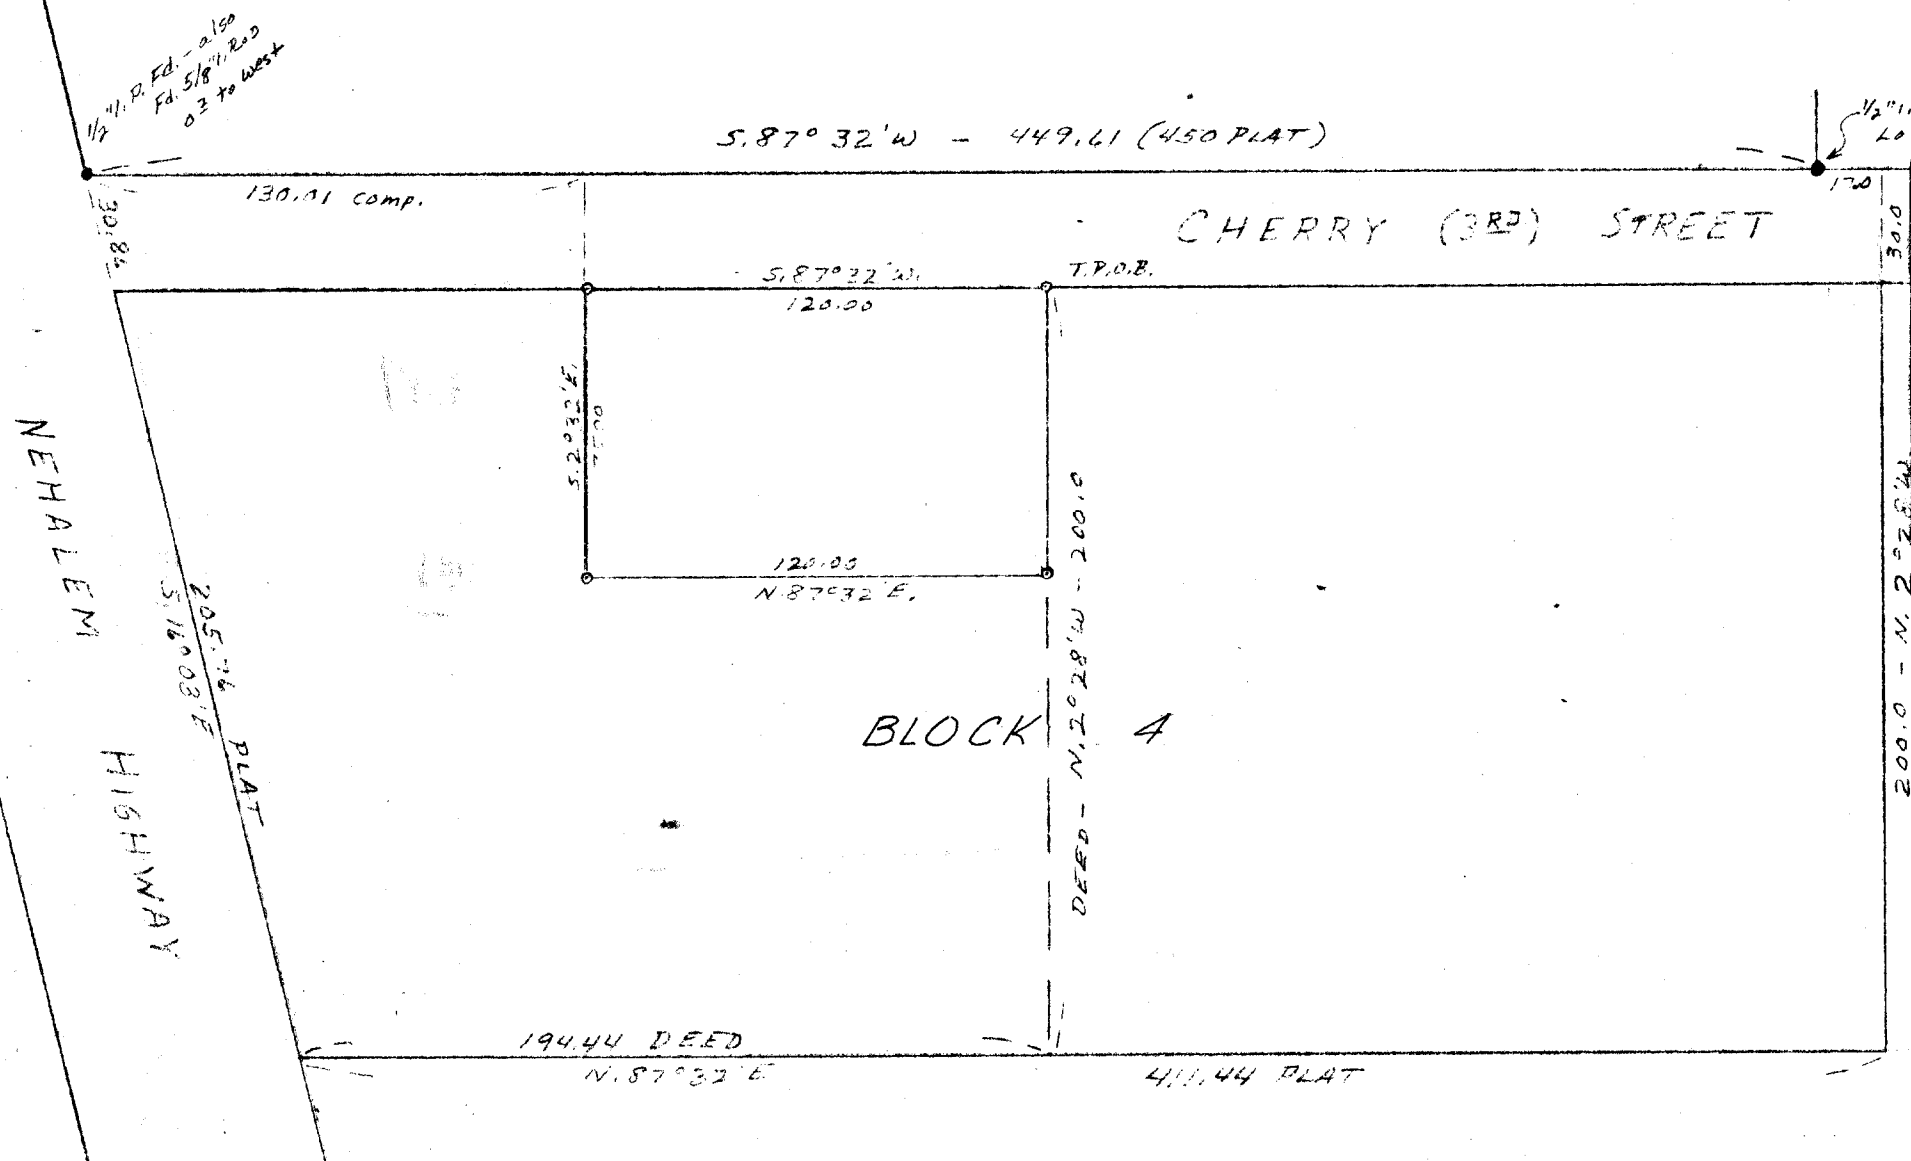 1/2" I. P. Fd. - also
Fd. 5/8" I. ROD
0.3 to west
S. 87° 32' W - 449.61 (450 PLAT)
1/2" I
130.01 comp.
17.0
30.86
CHERRY (3RD) STREET
30.0
S. 87° 32' W.
T.P.O.B.
120.00
S. 2° 32' E.
120.00
N. 87° 32' E.
DEED - N. 2° 28' W - 200.0
200.0 - N. 2° 28' W
NEHALEM HIGHWAY
205.76 PLAT
S. 16° 03' E
BLOCK 4
194.44 DEED
N. 87° 32' E
411.44 PLAT